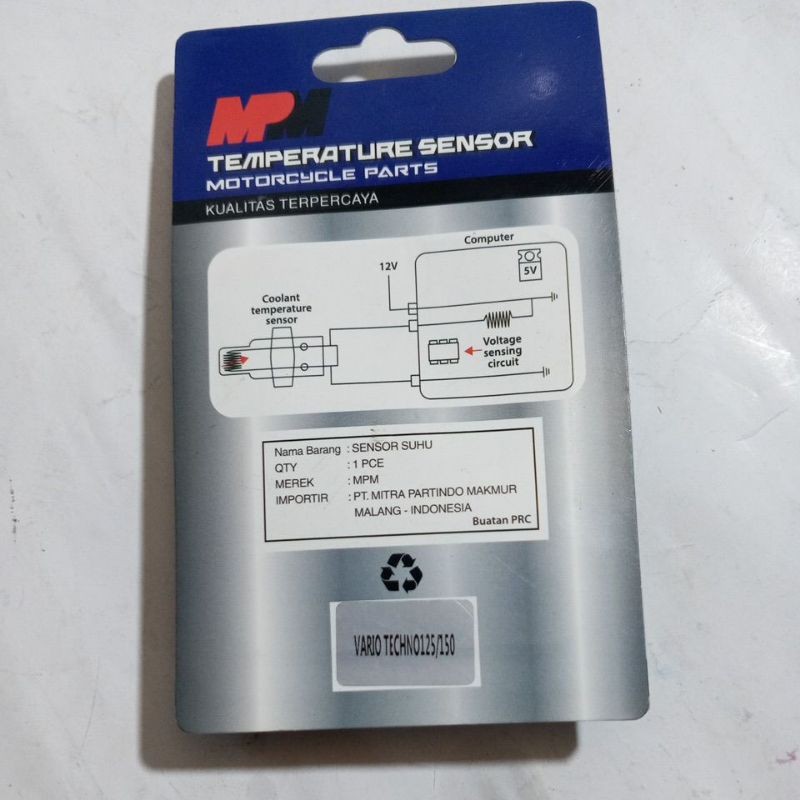 MPM
TEMPERATURE SENSOR
MOTORCYCLE PARTS
KUALITAS TERPERCAYA
Computer
12V
5V
Coolant
temperature
sensor
Voltage
sensing
circuit
Nama Barang : SENSOR SUHU
QTY : 1 PCE
MEREK : MPM
IMPORTIR : PT. MITRA PARTINDO MAKMUR
MALANG - INDONESIA
Buatan PRC
VARIO TECHNO125/150